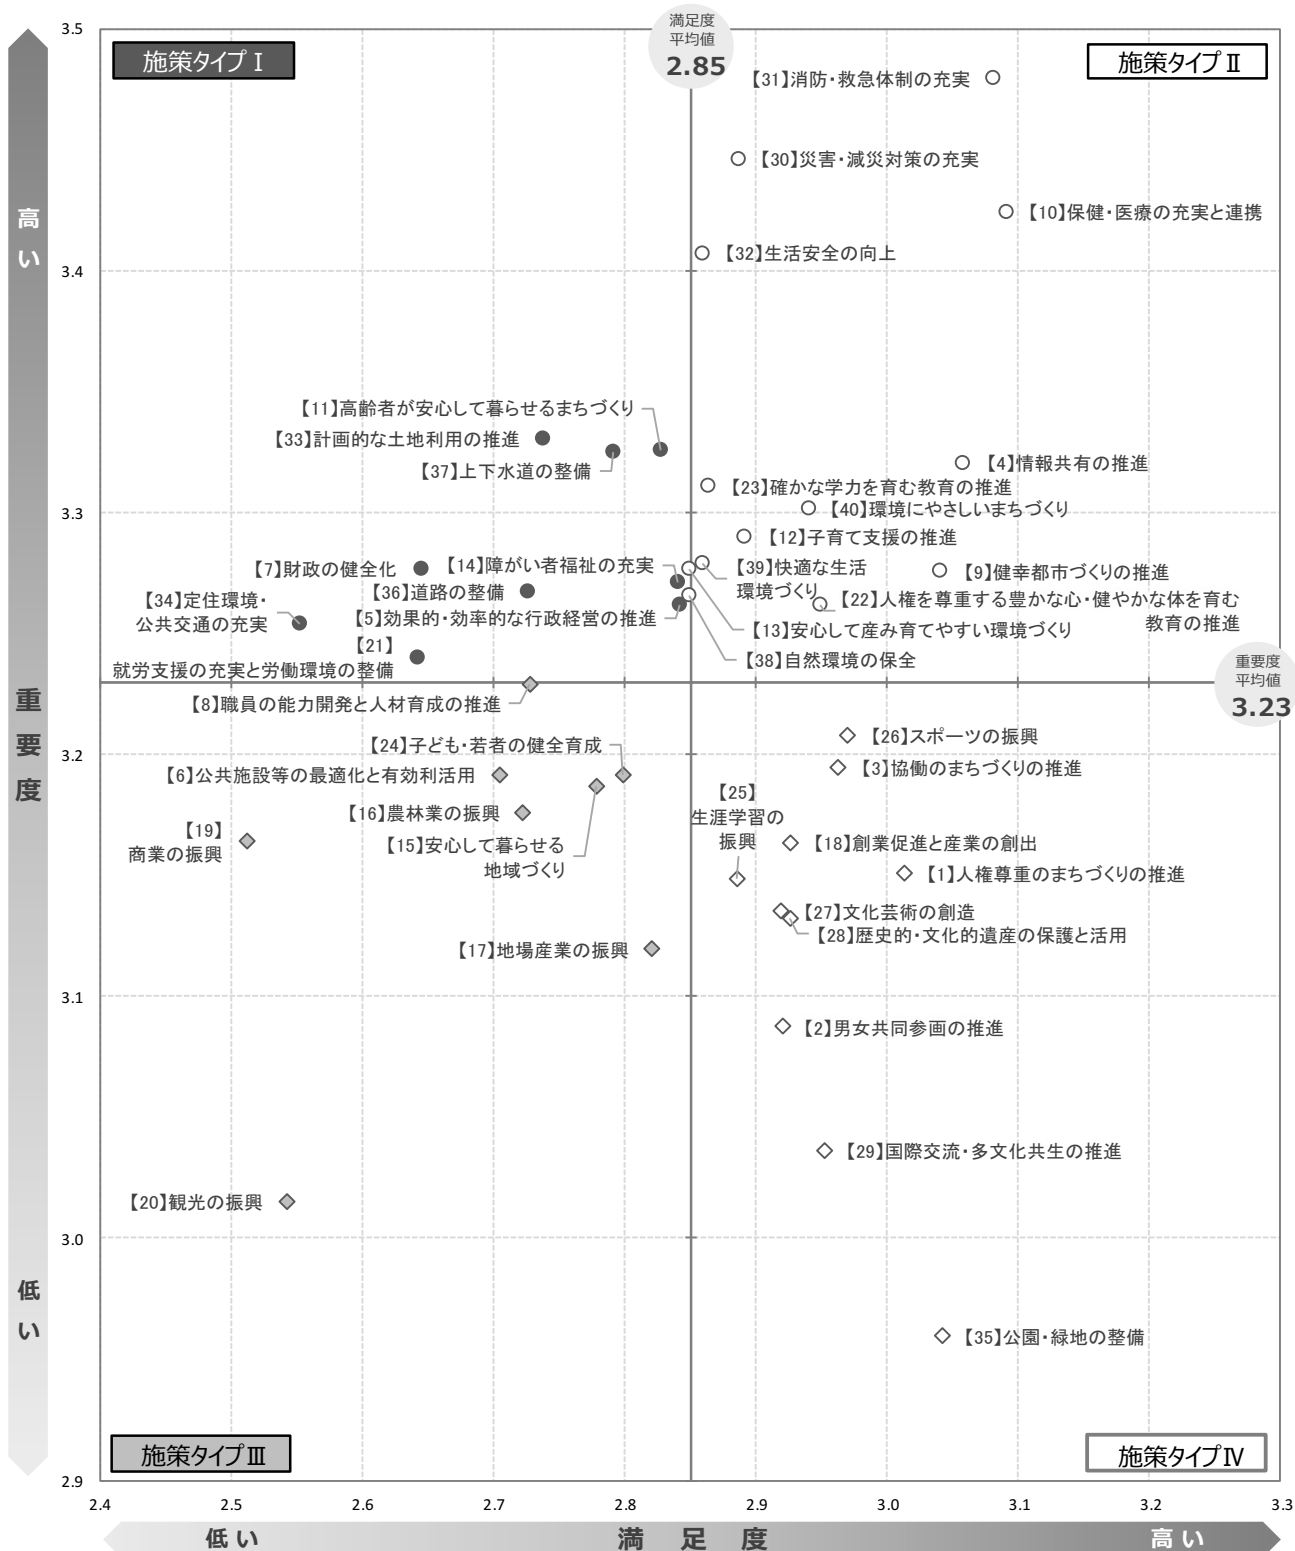 満足度
平均値
2.85
3.5
施策タイプⅠ
施策タイプⅡ
【31】消防・救急体制の充実
【30】災害・減災対策の充実
【10】保健・医療の充実と連携
高い
【32】生活安全の向上
3.4
【11】高齢者が安心して暮らせるまちづくり
【33】計画的な土地利用の推進
【37】上下水道の整備
【4】情報共有の推進
【23】確かな学力を育む教育の推進
【40】環境にやさしいまちづくり
3.3
【12】子育て支援の推進
【7】財政の健全化
【14】障がい者福祉の充実
【39】快適な生活
環境づくり
【9】健幸都市づくりの推進
【36】道路の整備
【34】定住環境・
公共交通の充実
【22】人権を尊重する豊かな心・健やかな体を育む
教育の推進
【5】効果的・効率的な行政経営の推進
【13】安心して産み育てやすい環境づくり
【21】
就労支援の充実と労働環境の整備
【38】自然環境の保全
重要度
平均値
3.23
重要度
【8】職員の能力開発と人材育成の推進
【26】スポーツの振興
【24】子ども・若者の健全育成
3.2
【3】協働のまちづくりの推進
【6】公共施設等の最適化と有効利活用
【25】
生涯学習の
振興
【16】農林業の振興
【19】
商業の振興
【15】安心して暮らせる
地域づくり
【18】創業促進と産業の創出
【1】人権尊重のまちづくりの推進
【27】文化芸術の創造
【28】歴史的・文化的遺産の保護と活用
【17】地場産業の振興
3.1
【2】男女共同参画の推進
【29】国際交流・多文化共生の推進
【20】観光の振興
3.0
低い
【35】公園・緑地の整備
施策タイプⅢ
施策タイプⅣ
2.9
2.4 2.5 2.6 2.7 2.8 2.9 3.0 3.1 3.2 3.3
低い 満足度 高い